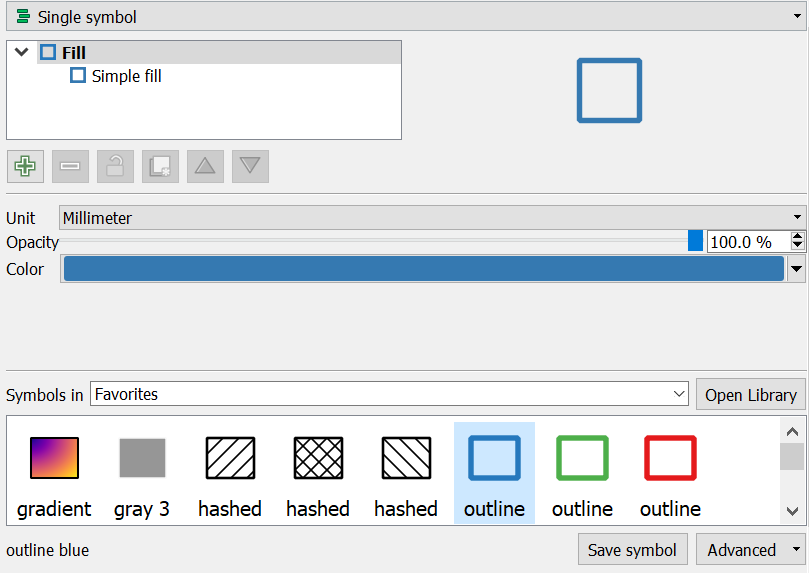 Single symbol
Fill
Simple fill
Unit Millimeter
Opacity 100.0 %
Color
Symbols in Favorites Open Library
gradient gray 3 hashed hashed hashed outline outline outline
outline blue Save symbol Advanced